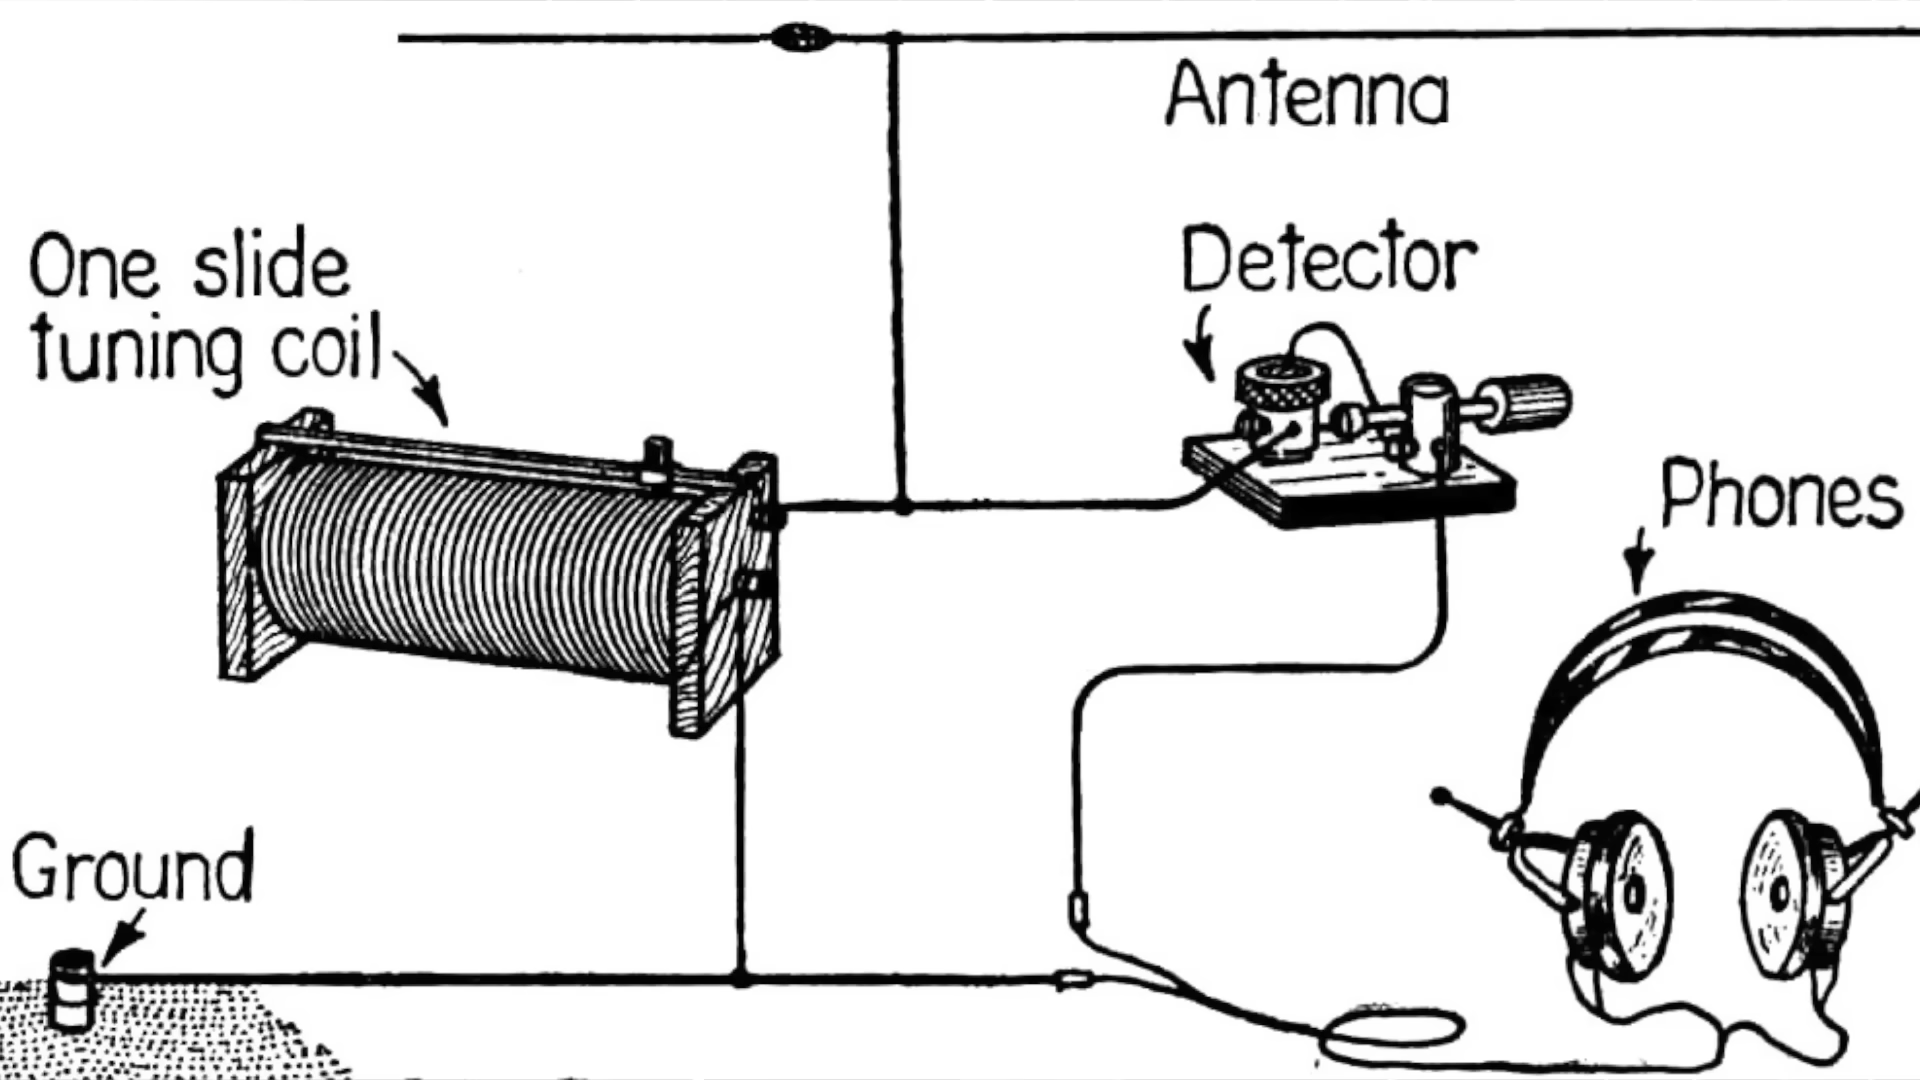 Antenna
One slide
tuning coil
Detector
Phones
Ground